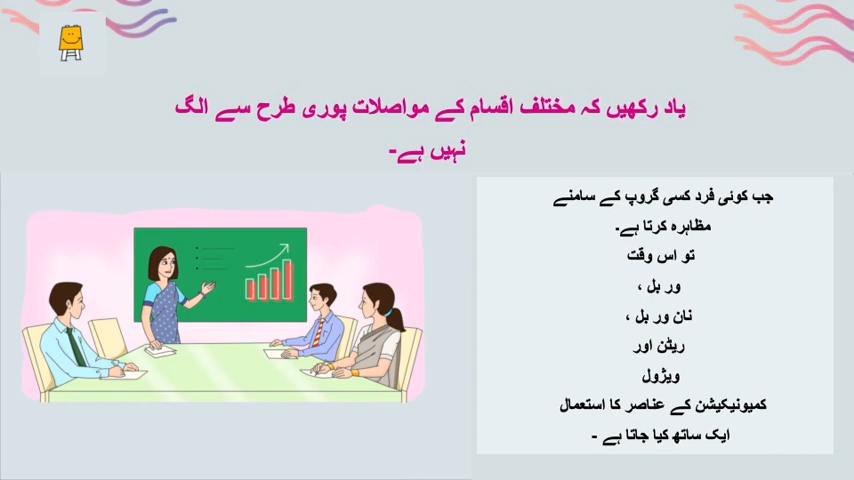 یاد رکھیں کہ مختلف اقسام کے مواصلات پوری طرح سے الگ
نہیں ہے۔
جب کوئی فرد کسی گروپ کے سامنے
مظاہرہ کرتا ہے۔
تو اس وقت
ور بل ،
نان ور بل ،
ریٹن اور
ویژول
کمیونیکیشن کے عناصر کا استعمال
ایک ساتھ کیا جاتا ہے ۔